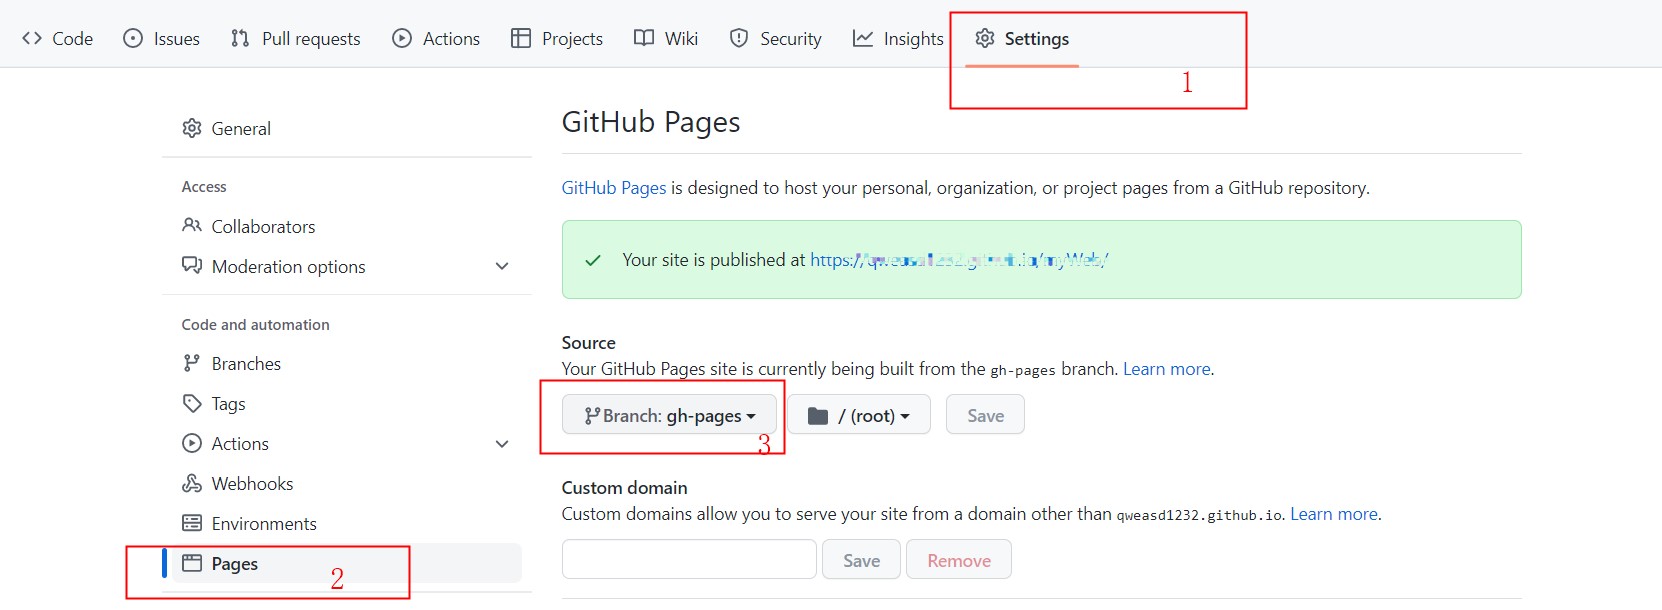 Code Issues Pull requests Actions Projects Wiki Security Insights Settings
1
General
Access
Collaborators
Moderation options
Code and automation
Branches
Tags
Actions
Webhooks
Environments
Pages
2
GitHub Pages
GitHub Pages is designed to host your personal, organization, or project pages from a GitHub repository.
Your site is published at https://
Source
Your GitHub Pages site is currently being built from the gh-pages branch. Learn more.
Branch: gh-pages / (root) Save
3
Custom domain
Custom domains allow you to serve your site from a domain other than qweasd1232.github.io. Learn more.
Save Remove